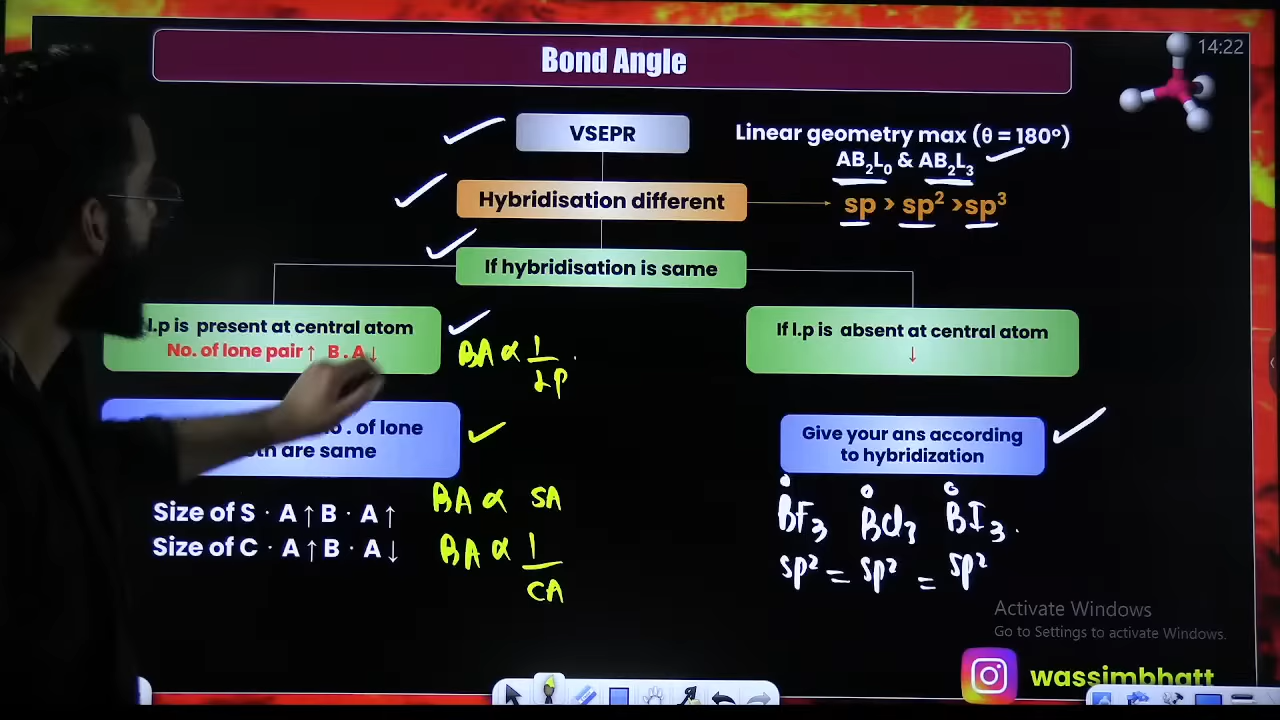 Bond Angle
14:22
VSEPR
Linear geometry max (θ = 180°)
AB₂L₀ & AB₂L₃
Hybridisation different
sp > sp² >sp³
If hybridisation is same
l.p is present at central atom
No. of lone pair ↑ B . A ↓
BA ∝ 1/lp .
If l.p is absent at central atom
↓
. of lone
are same
Give your ans according
to hybridization
Size of S · A ↑ B · A ↑
Size of C · A ↑ B · A ↓
BA ∝ SA
BA ∝ 1/CA
BF₃ BCl₃ BI₃ .
sp² = sp² = sp²
Activate Windows
Go to Settings to activate Windows.
wassimbhatt